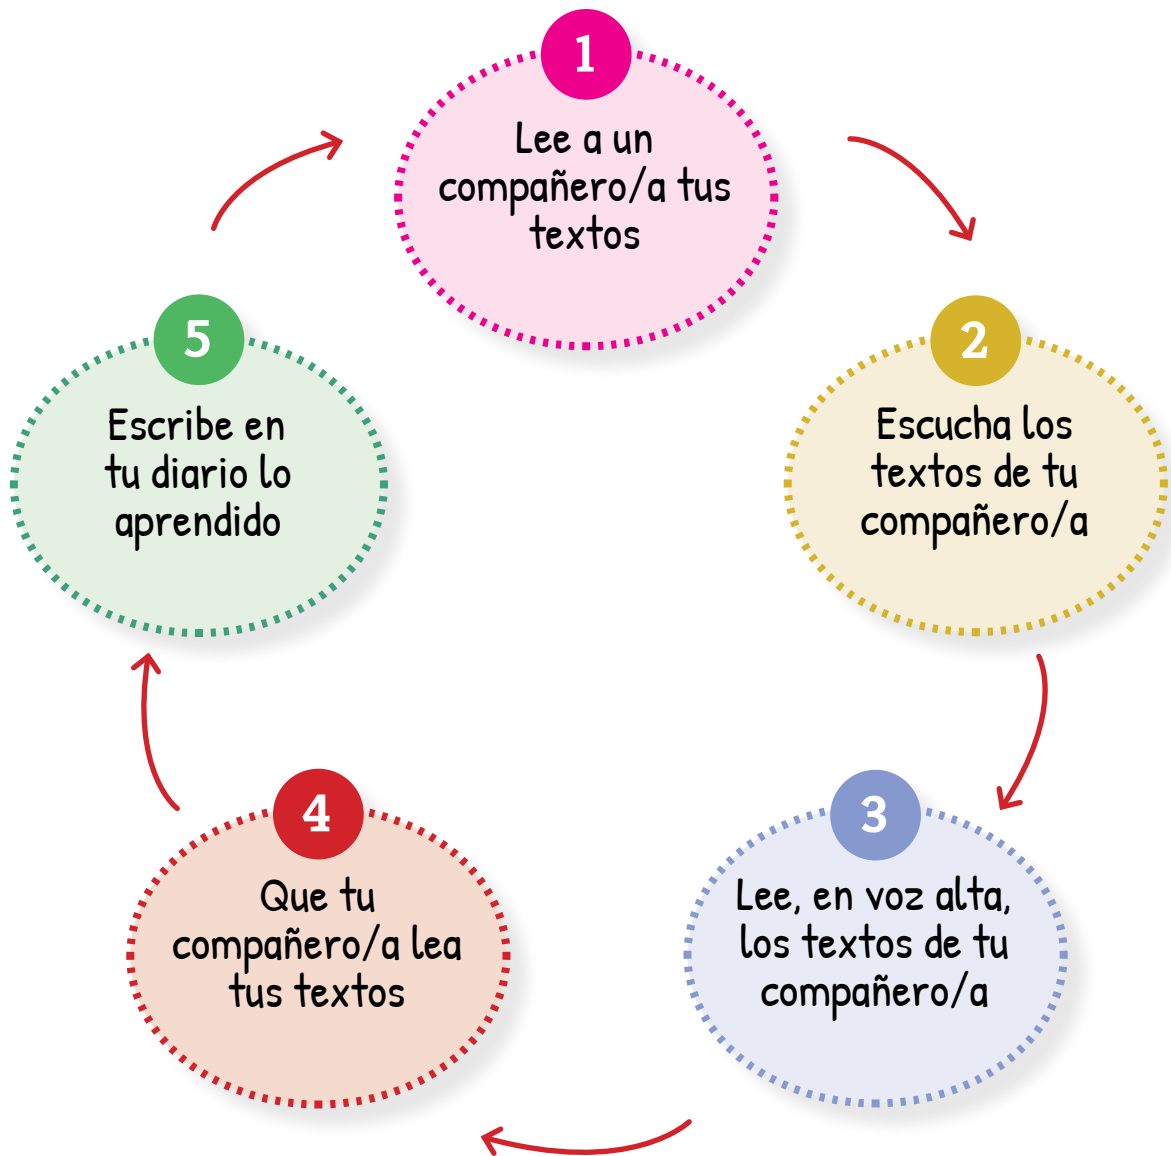 1
Lee a un
compañero/a tus
textos
2
Escucha los
textos de tu
compañero/a
3
Lee, en voz alta,
los textos de tu
compañero/a
4
Que tu
compañero/a lea
tus textos
5
Escribe en
tu diario lo
aprendido